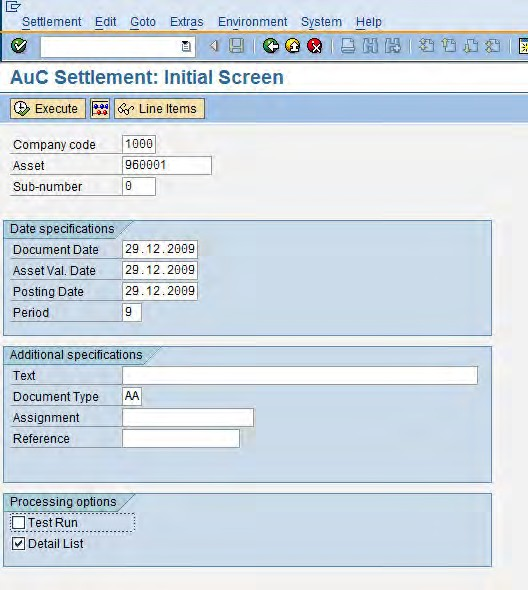 Settlement Edit Goto Extras Environment System Help
AuC Settlement: Initial Screen
Execute Line Items
Company code 1000
Asset 960001
Sub-number 0
Date specifications
Document Date 29.12.2009
Asset Val. Date 29.12.2009
Posting Date 29.12.2009
Period 9
Additional specifications
Text
Document Type AA
Assignment
Reference
Processing options
Test Run
Detail List